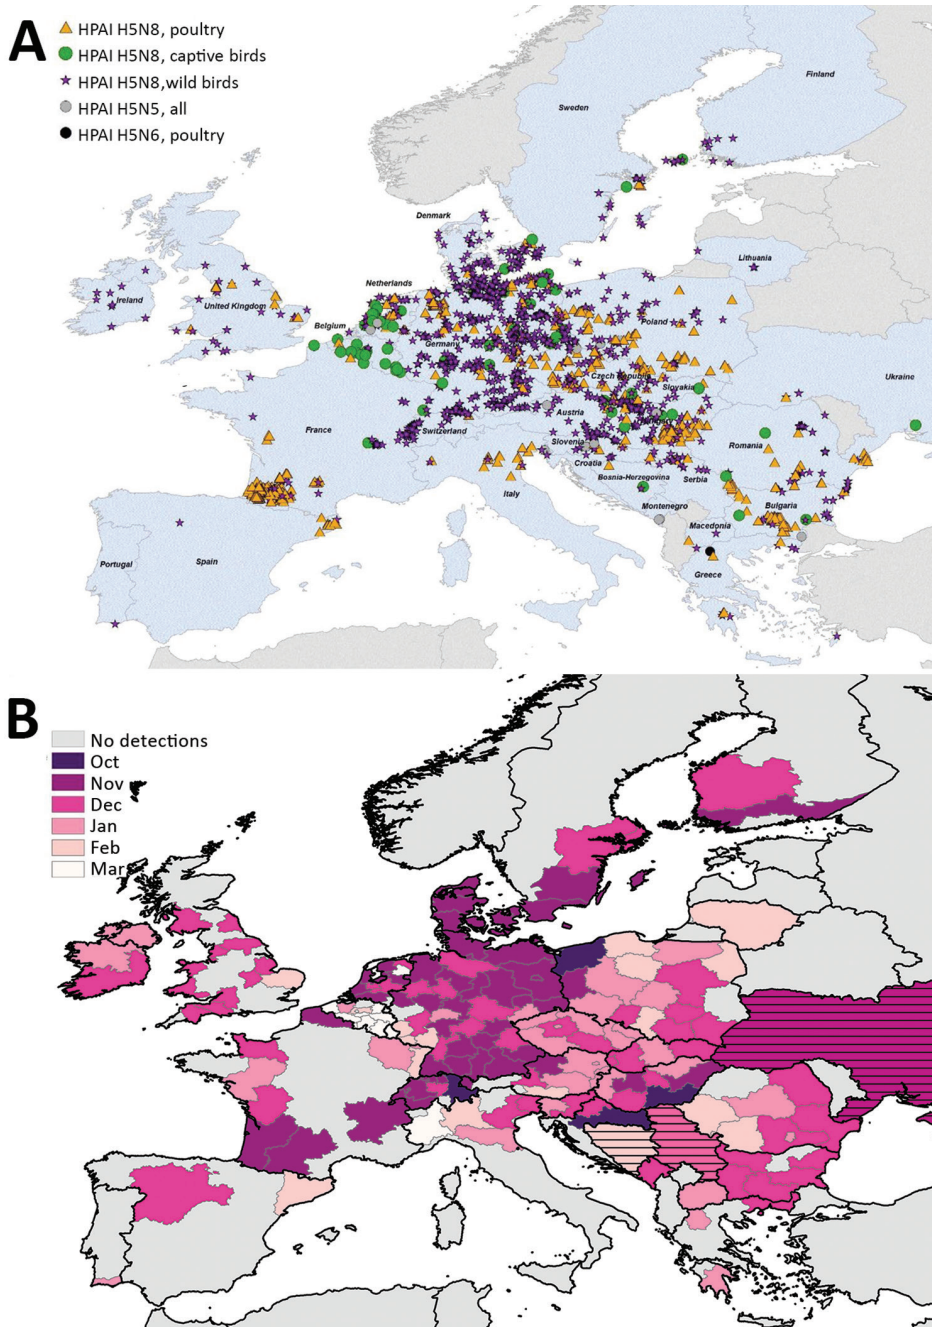 A
HPAI H5N8, poultry
HPAI H5N8, captive birds
HPAI H5N8,wild birds
HPAI H5N5, all
HPAI H5N6, poultry
Finland
Sweden
Denmark
Lithuania
Netherlands
Ireland
United Kingdom
Belgium
Poland
Germany
Czech Republic
Slovakia
Ukraine
Austria
France
Switzerland
Slovenia
Romania
Croatia
Bosnia-Herzegovina
Serbia
Italy
Montenegro
Bulgaria
Macedonia
Portugal
Spain
Greece
B
No detections
Oct
Nov
Dec
Jan
Feb
Mar